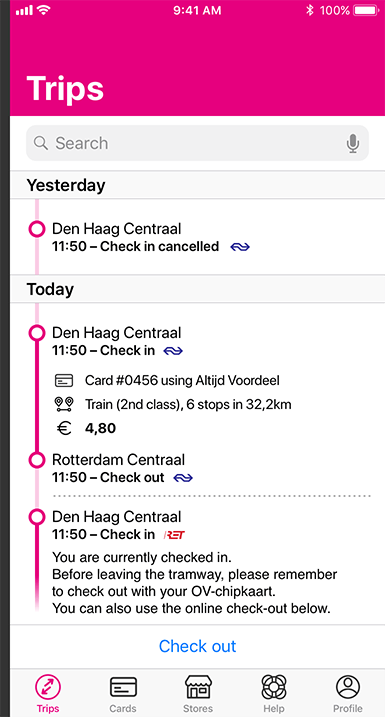 9:41 AM 100%
Trips
Search
Yesterday
Den Haag Centraal
11:50 – Check in cancelled
Today
Den Haag Centraal
11:50 – Check in
Card #0456 using Altijd Voordeel
Train (2nd class), 6 stops in 32,2km
€ 4,80
Rotterdam Centraal
11:50 – Check out
Den Haag Centraal
11:50 – Check in RET
You are currently checked in.
Before leaving the tramway, please remember
to check out with your OV-chipkaart.
You can also use the online check-out below.
Check out
Trips Cards Stores Help Profile